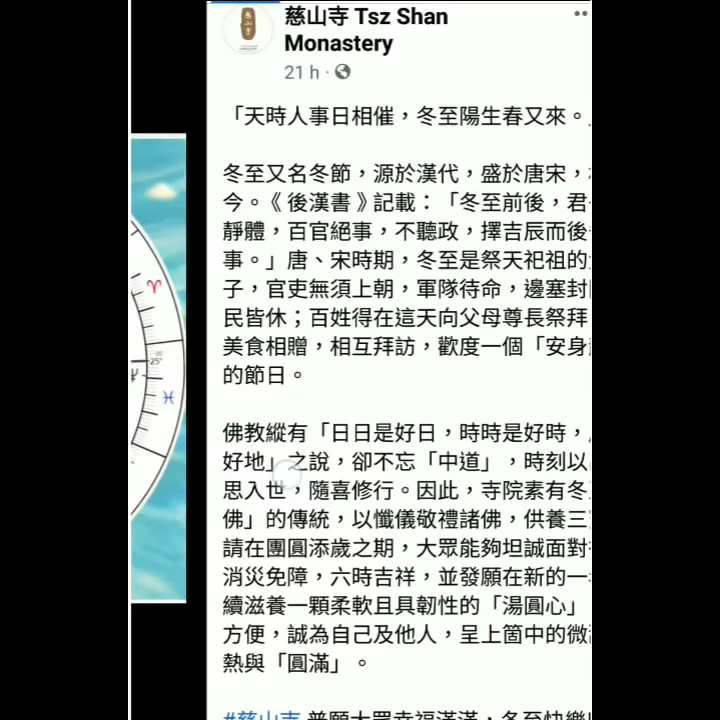 慈山寺 Tsz Shan
Monastery
21 h
「天時人事日相催，冬至陽生春又來。」
冬至又名冬節，源於漢代，盛於唐宋，
今。《後漢書》記載：「冬至前後，君
靜體，百官絕事，不聽政，擇吉辰而後
事。」唐、宋時期，冬至是祭天祀祖的
子，官吏無須上朝，軍隊待命，邊塞封
民皆休；百姓得在這天向父母尊長祭拜
美食相贈，相互拜訪，歡度一個「安身
的節日。
佛教縱有「日日是好日，時時是好時，
好地」之說，卻不忘「中道」，時刻以
思入世，隨喜修行。因此，寺院素有冬
佛」的傳統，以懺儀敬禮諸佛，供養三
請在團圓添歲之期，大眾能夠坦誠面對
消災免障，六時吉祥，並發願在新的一
續滋養一顆柔軟且具韌性的「湯圓心」
方便，誠為自己及他人，呈上箇中的微
熱與「圓滿」。
#慈山寺 普願大眾幸福滿滿，冬至快樂
25°